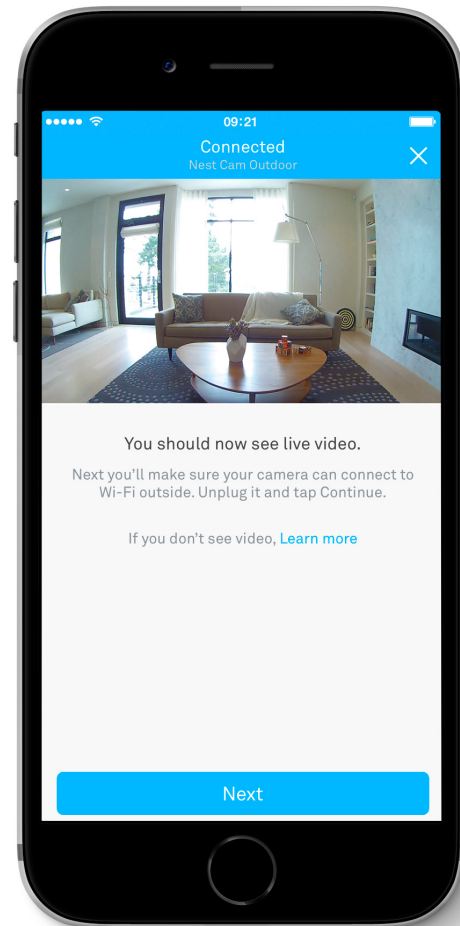 09:21
Connected
Nest Cam Outdoor
You should now see live video.
Next you'll make sure your camera can connect to
Wi-Fi outside. Unplug it and tap Continue.
If you don't see video, Learn more
Next